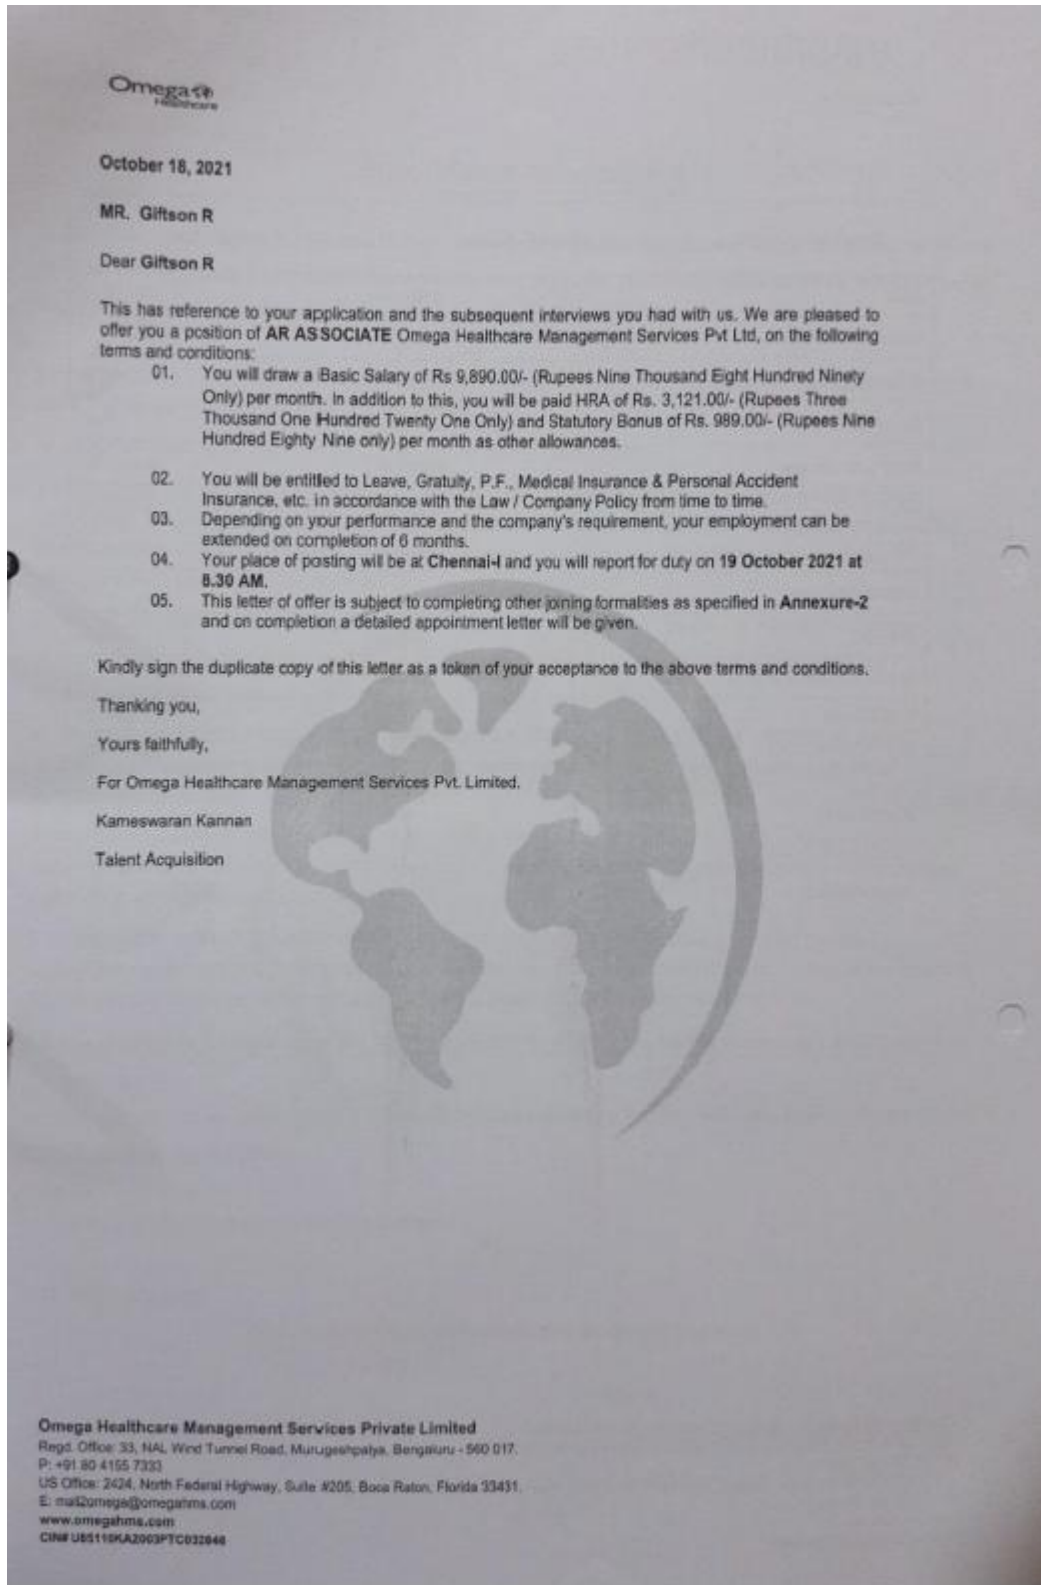 Omega
Healthcare
October 18, 2021
MR. Giftson R
Dear Giftson R
This has reference to your application and the subsequent interviews you had with us. We are pleased to
offer you a position of AR ASSOCIATE Omega Healthcare Management Services Pvt Ltd, on the following
terms and conditions:
01. You will draw a Basic Salary of Rs 9,890.00/- (Rupees Nine Thousand Eight Hundred Ninety
Only) per month. In addition to this, you will be paid HRA of Rs. 3,121.00/- (Rupees Three
Thousand One Hundred Twenty One Only) and Statutory Bonus of Rs. 989.00/- (Rupees Nine
Hundred Eighty Nine only) per month as other allowances.
02. You will be entitled to Leave, Gratuity, P.F., Medical Insurance & Personal Accident
Insurance, etc. in accordance with the Law / Company Policy from time to time.
03. Depending on your performance and the company's requirement, your employment can be
extended on completion of 6 months.
04. Your place of posting will be at Chennai-I and you will report for duty on 19 October 2021 at
8.30 AM.
05. This letter of offer is subject to completing other joining formalities as specified in Annexure-2
and on completion a detailed appointment letter will be given.
Kindly sign the duplicate copy of this letter as a token of your acceptance to the above terms and conditions.
Thanking you,
Yours faithfully,
For Omega Healthcare Management Services Pvt. Limited.
Kameswaran Kannan
Talent Acquisition
Omega Healthcare Management Services Private Limited
Regd. Office: 33, NAL Wind Tunnel Road, Murugeshpalya, Bengaluru - 560 017.
P: +91 80 4155 7333
US Office: 2424, North Federal Highway, Suite #205, Boca Raton, Florida 33431.
E: mail2omega@omegahms.com
www.omegahms.com
CIN#